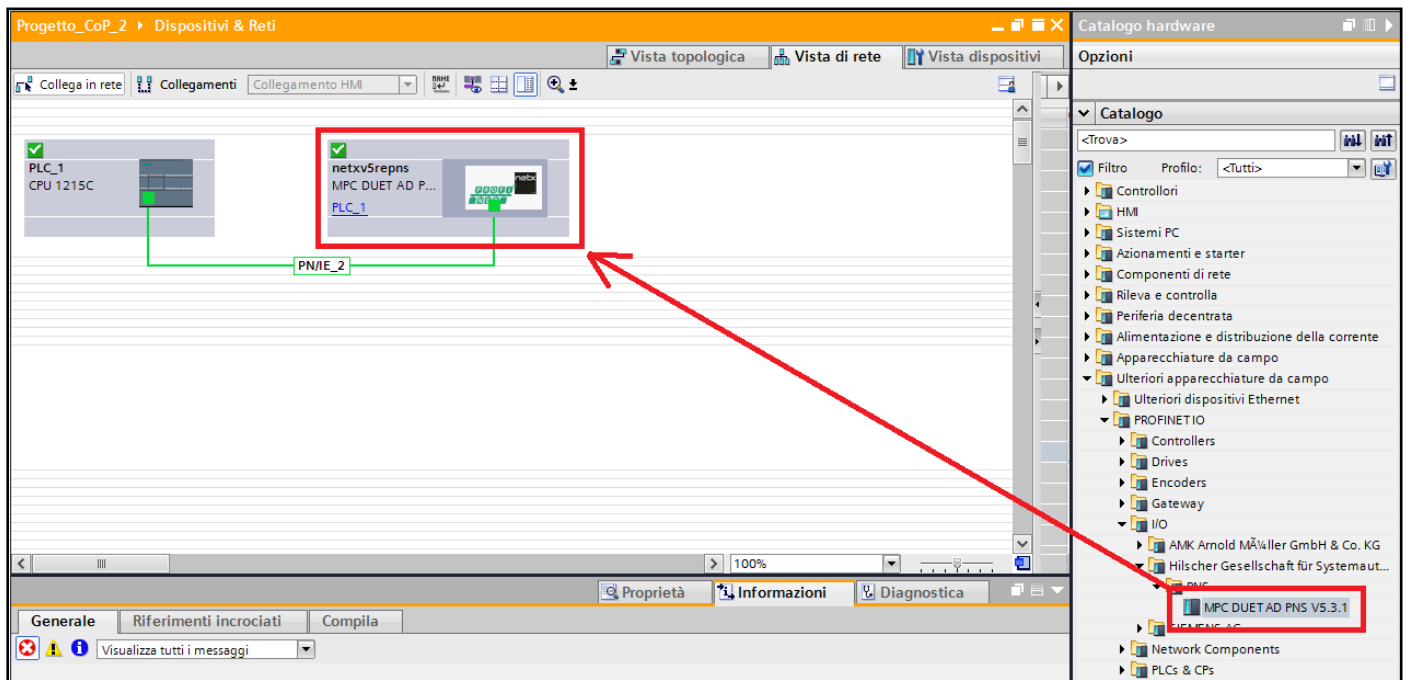 Progetto_CoP_2 ▸ Dispositivi & Reti
Catalogo hardware
Vista topologica
Vista di rete
Vista dispositivi
Opzioni
Collega in rete
Collegamenti
Collegamento HMI
Catalogo
<Trova>
Filtro
Profilo:
<Tutti>
PLC_1
CPU 1215C
netxv5repns
MPC DUET AD P...
PLC_1
netx
PN/IE_2
Controllori
HMI
Sistemi PC
Azionamenti e starter
Componenti di rete
Rileva e controlla
Periferia decentrata
Alimentazione e distribuzione della corrente
Apparecchiature da campo
Ulteriori apparecchiature da campo
Ulteriori dispositivi Ethernet
PROFINET IO
Controllers
Drives
Encoders
Gateway
I/O
AMK Arnold MÃ¼ller GmbH & Co. KG
Hilscher Gesellschaft für Systemaut...
PNS
MPC DUET AD PNS V5.3.1
SIEMENS AG
Network Components
PLCs & CPs
100%
Proprietà
Informazioni
Diagnostica
Generale
Riferimenti incrociati
Compila
Visualizza tutti i messaggi